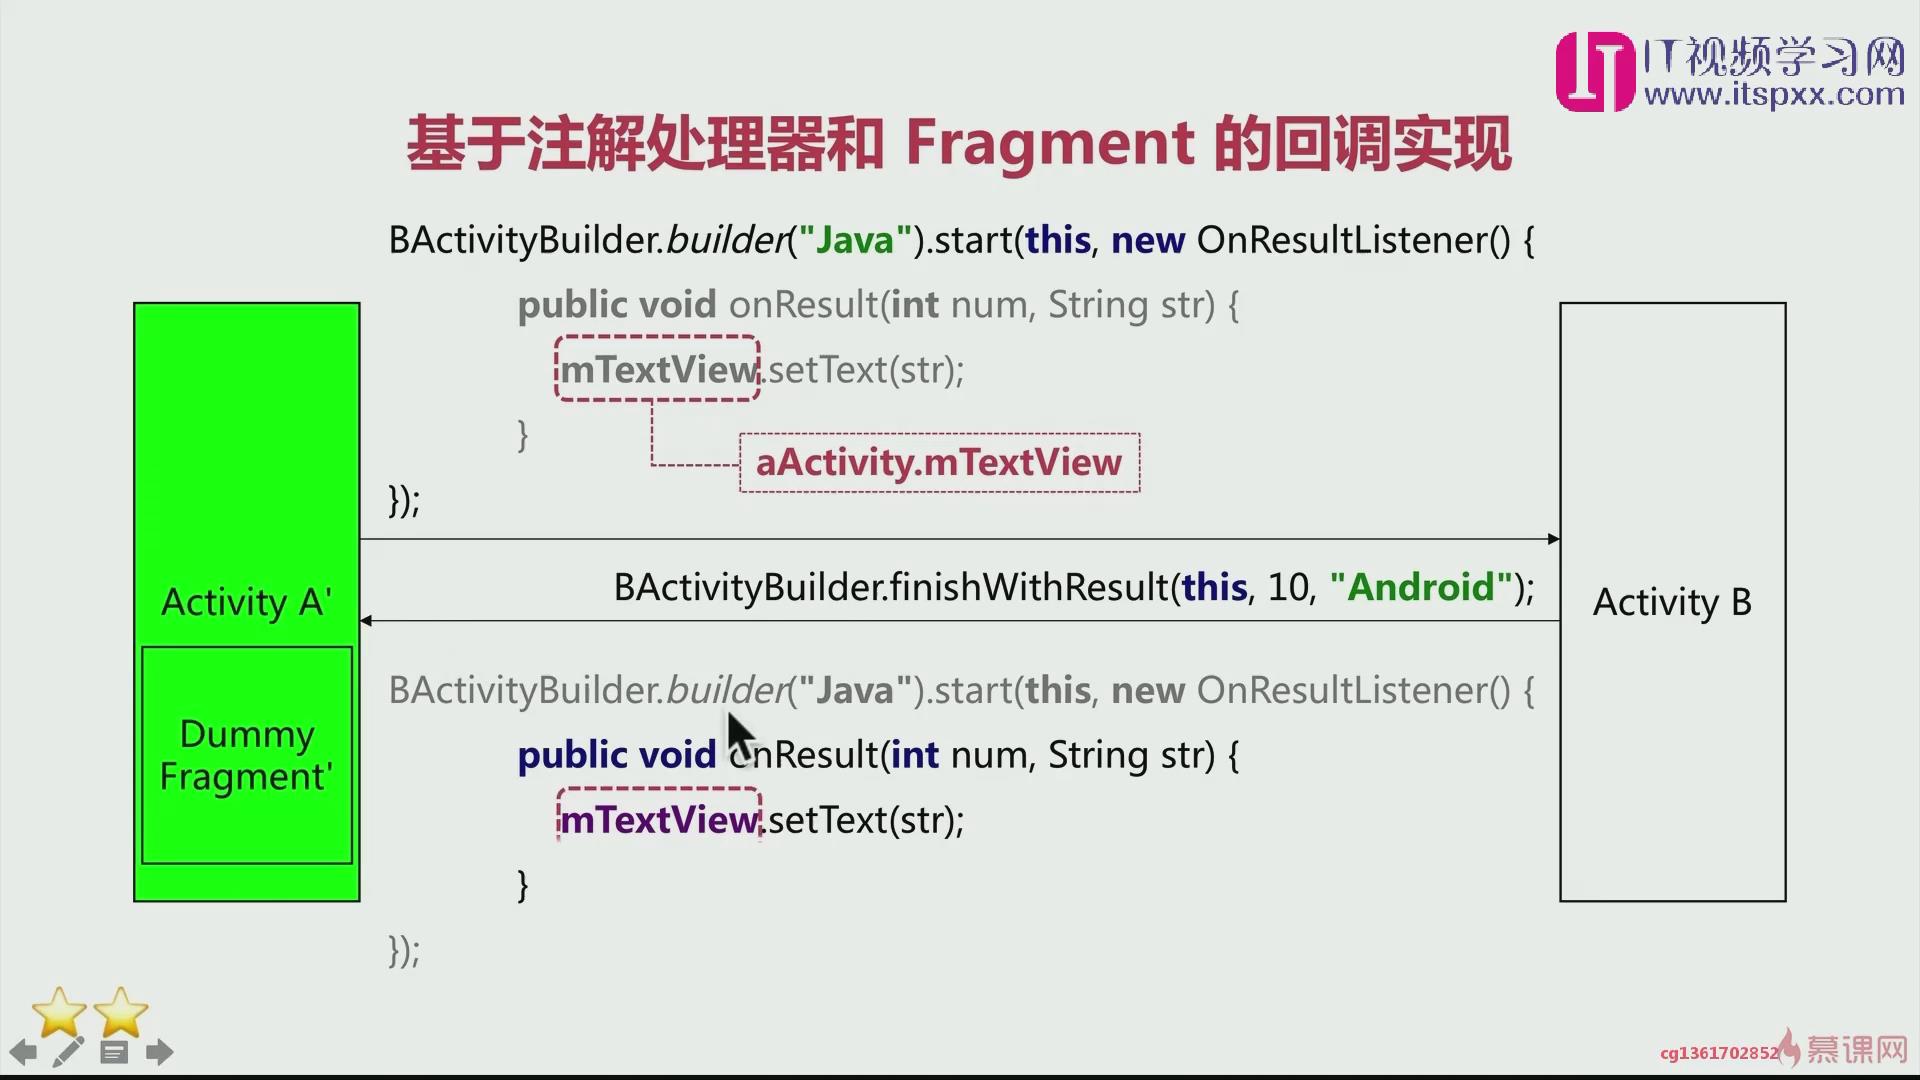 IT视频学习网
www.itspxx.com
基于注解处理器和 Fragment 的回调实现
BActivityBuilder.builder("Java").start(this, new OnResultListener() {
public void onResult(int num, String str) {
mTextView.setText(str);
}
aActivity.mTextView
});
BActivityBuilder.finishWithResult(this, 10, "Android");
Activity A'
Activity B
BActivityBuilder.builder("Java").start(this, new OnResultListener() {
Dummy
Fragment'
public void onResult(int num, String str) {
mTextView.setText(str);
}
});
cg1361702852
慕课网